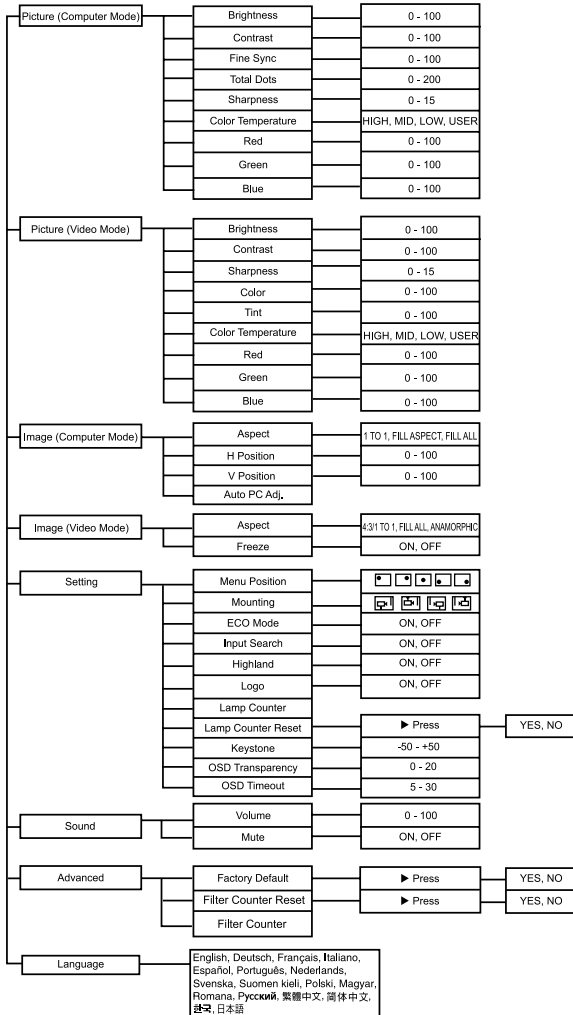 Picture (Computer Mode)
Brightness 0 - 100
Contrast 0 - 100
Fine Sync 0 - 100
Total Dots 0 - 200
Sharpness 0 - 15
Color Temperature HIGH, MID, LOW, USER
Red 0 - 100
Green 0 - 100
Blue 0 - 100
Picture (Video Mode)
Brightness 0 - 100
Contrast 0 - 100
Sharpness 0 - 15
Color 0 - 100
Tint 0 - 100
Color Temperature HIGH, MID, LOW, USER
Red 0 - 100
Green 0 - 100
Blue 0 - 100
Image (Computer Mode)
Aspect 1 TO 1, FILL ASPECT, FILL ALL
H Position 0 - 100
V Position 0 - 100
Auto PC Adj.
Image (Video Mode)
Aspect 4:3/1 TO 1, FILL ALL, ANAMORPHIC
Freeze ON, OFF
Setting
Menu Position
Mounting
ECO Mode ON, OFF
Input Search ON, OFF
Highland ON, OFF
Logo ON, OFF
Lamp Counter
Lamp Counter Reset ▶ Press YES, NO
Keystone -50 - +50
OSD Transparency 0 - 20
OSD Timeout 5 - 30
Sound
Volume 0 - 100
Mute ON, OFF
Advanced
Factory Default ▶ Press YES, NO
Filter Counter Reset ▶ Press YES, NO
Filter Counter
Language
English, Deutsch, Français, Italiano,
Español, Português, Nederlands,
Svenska, Suomen kieli, Polski, Magyar,
Romana, Русский, 繁體中文, 简体中文,
한국, 日本語